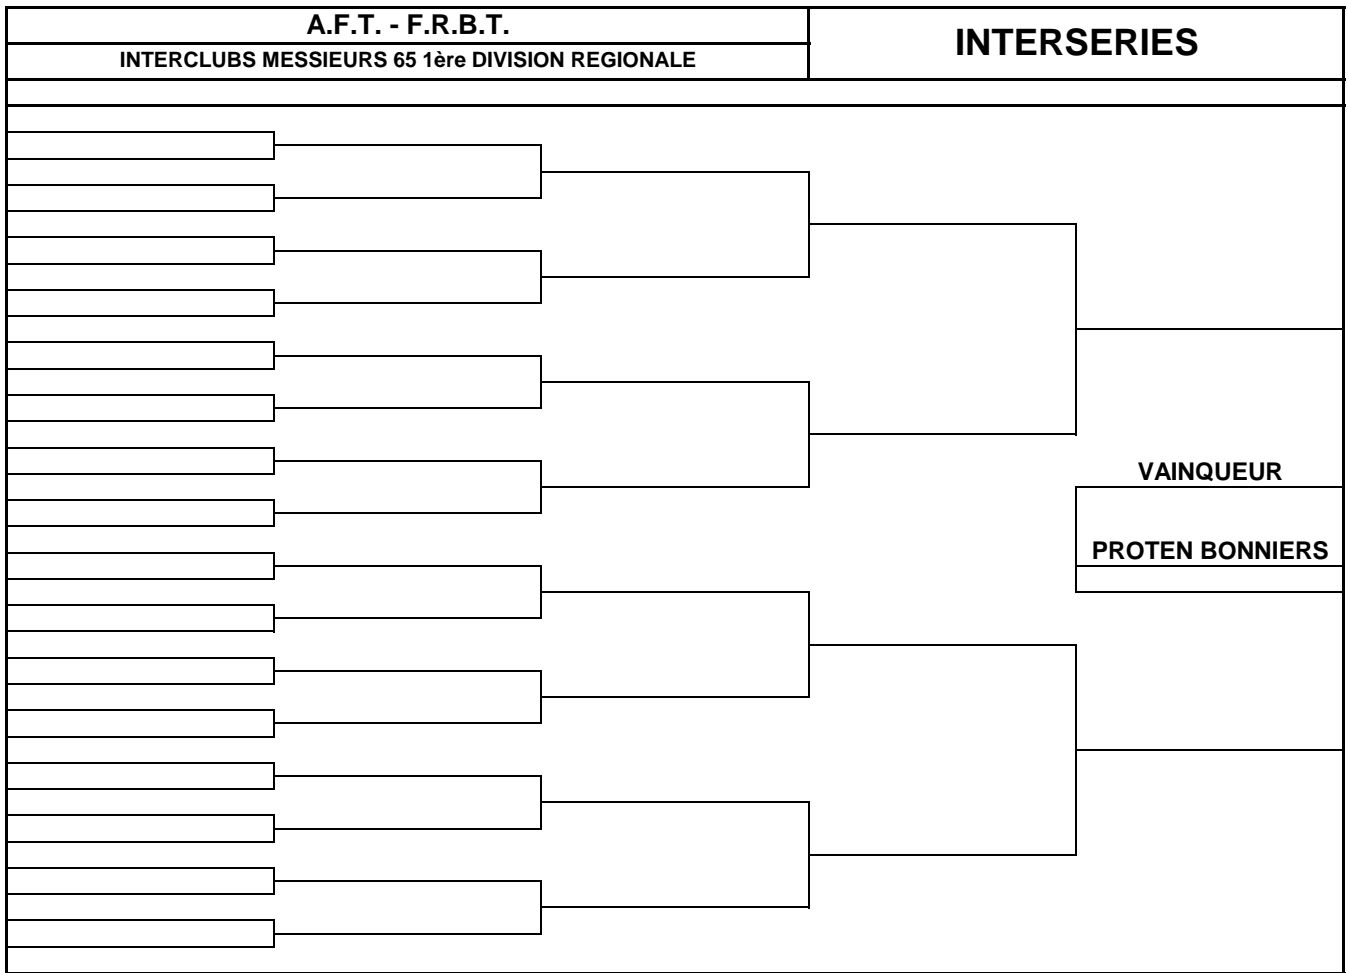 A.F.T. - F.R.B.T.
INTERCLUBS MESSIEURS 65 1ère DIVISION REGIONALE
INTERSERIES
VAINQUEUR
PROTEN BONNIERS